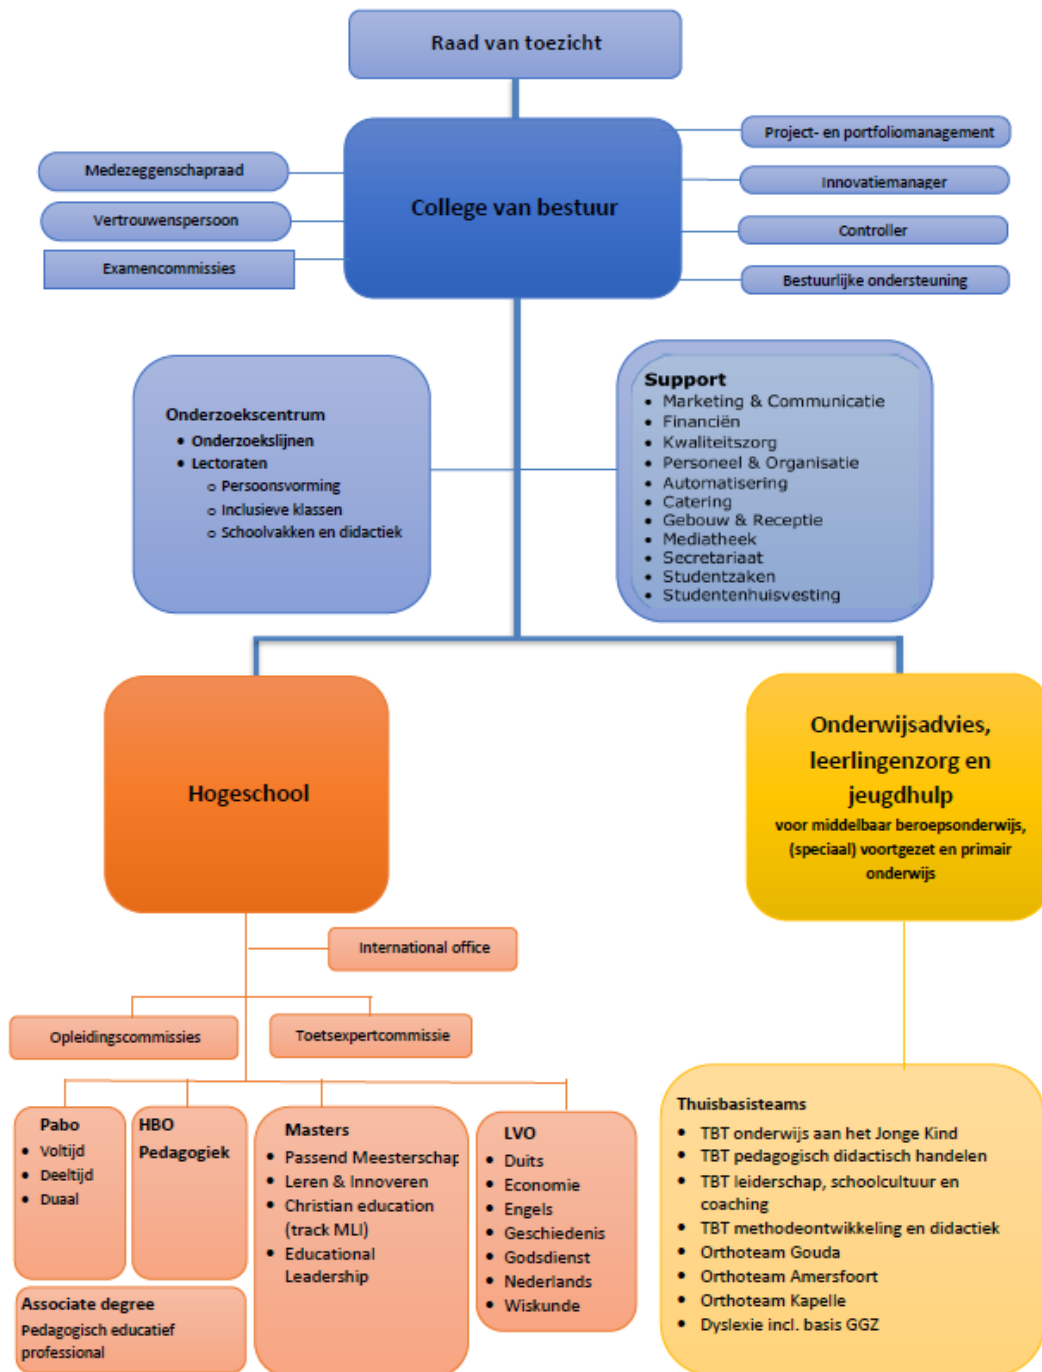 Raad van toezicht
College van bestuur
Medezeggenschapraad
Vertrouwenspersoon
Examencommissies
Project- en portfoliomanagement
Innovatiemanager
Controller
Bestuurlijke ondersteuning
Onderzoekscentrum
• Onderzoekslijnen
• Lectoraten
o Persoonsvorming
o Inclusieve klassen
o Schoolvakken en didactiek
Support
• Marketing & Communicatie
• Financiën
• Kwaliteitszorg
• Personeel & Organisatie
• Automatisering
• Catering
• Gebouw & Receptie
• Mediatheek
• Secretariaat
• Studentzaken
• Studentenhuisvesting
Hogeschool
Onderwijsadvies,
leerlingenzorg en
jeugdhulp
voor middelbaar beroepsonderwijs,
(speciaal) voortgezet en primair
onderwijs
International office
Opleidingscommissies
Toetsexpertcommissie
Pabo
• Voltijd
• Deeltijd
• Duaal
HBO
Pedagogiek
Masters
• Passend Meesterschap
• Leren & Innoveren
• Christian education
(track MLI)
• Educational
Leadership
LVO
• Duits
• Economie
• Engels
• Geschiedenis
• Godsdienst
• Nederlands
• Wiskunde
Associate degree
Pedagogisch educatief
professional
Thuisbasisteams
• TBT onderwijs aan het Jonge Kind
• TBT pedagogisch didactisch handelen
• TBT leiderschap, schoolcultuur en
coaching
• TBT methodeontwikkeling en didactiek
• Orthoteam Gouda
• Orthoteam Amersfoort
• Orthoteam Kapelle
• Dyslexie incl. basis GGZ